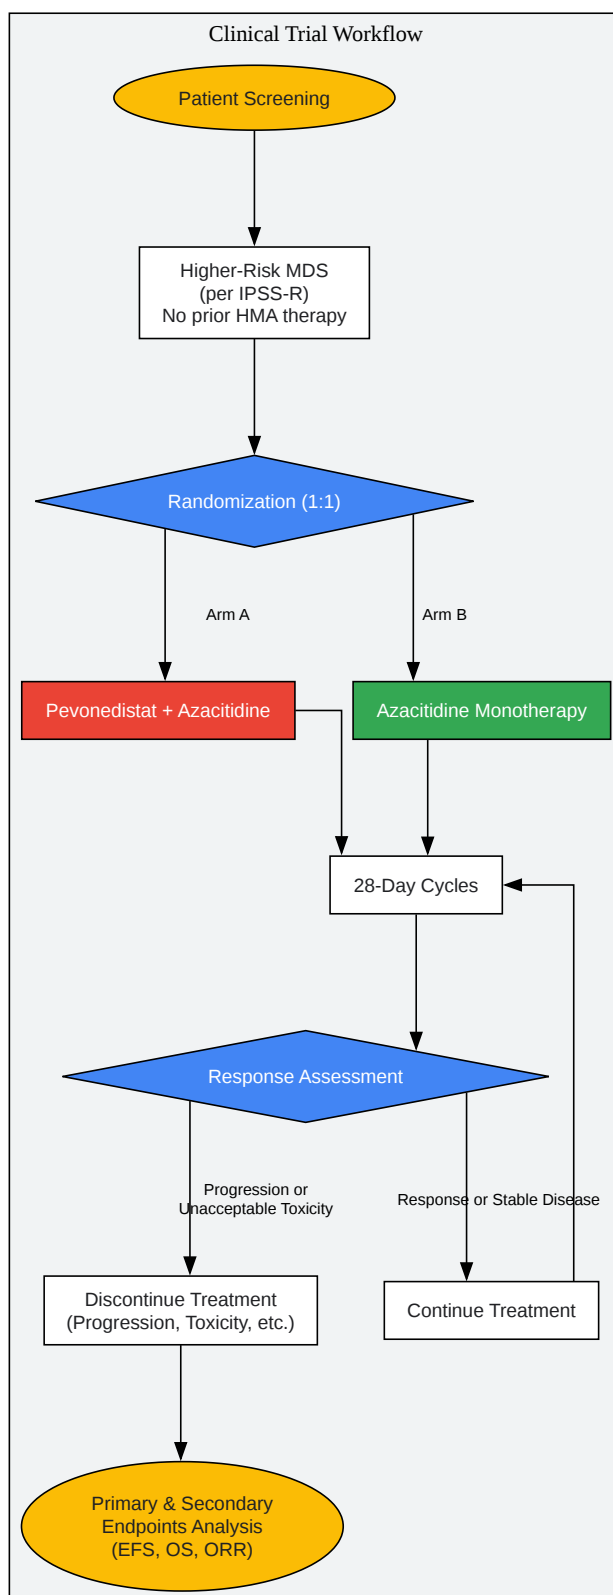 Clinical Trial Workflow
Patient Screening
Higher-Risk MDS
(per IPSS-R)
No prior HMA therapy
Randomization (1:1)
Arm A
Arm B
Pevonedistat + Azacitidine
Azacitidine Monotherapy
28-Day Cycles
Response Assessment
Progression or
Unacceptable Toxicity
Response or Stable Disease
Discontinue Treatment
(Progression, Toxicity, etc.)
Continue Treatment
Primary & Secondary
Endpoints Analysis
(EFS, OS, ORR)